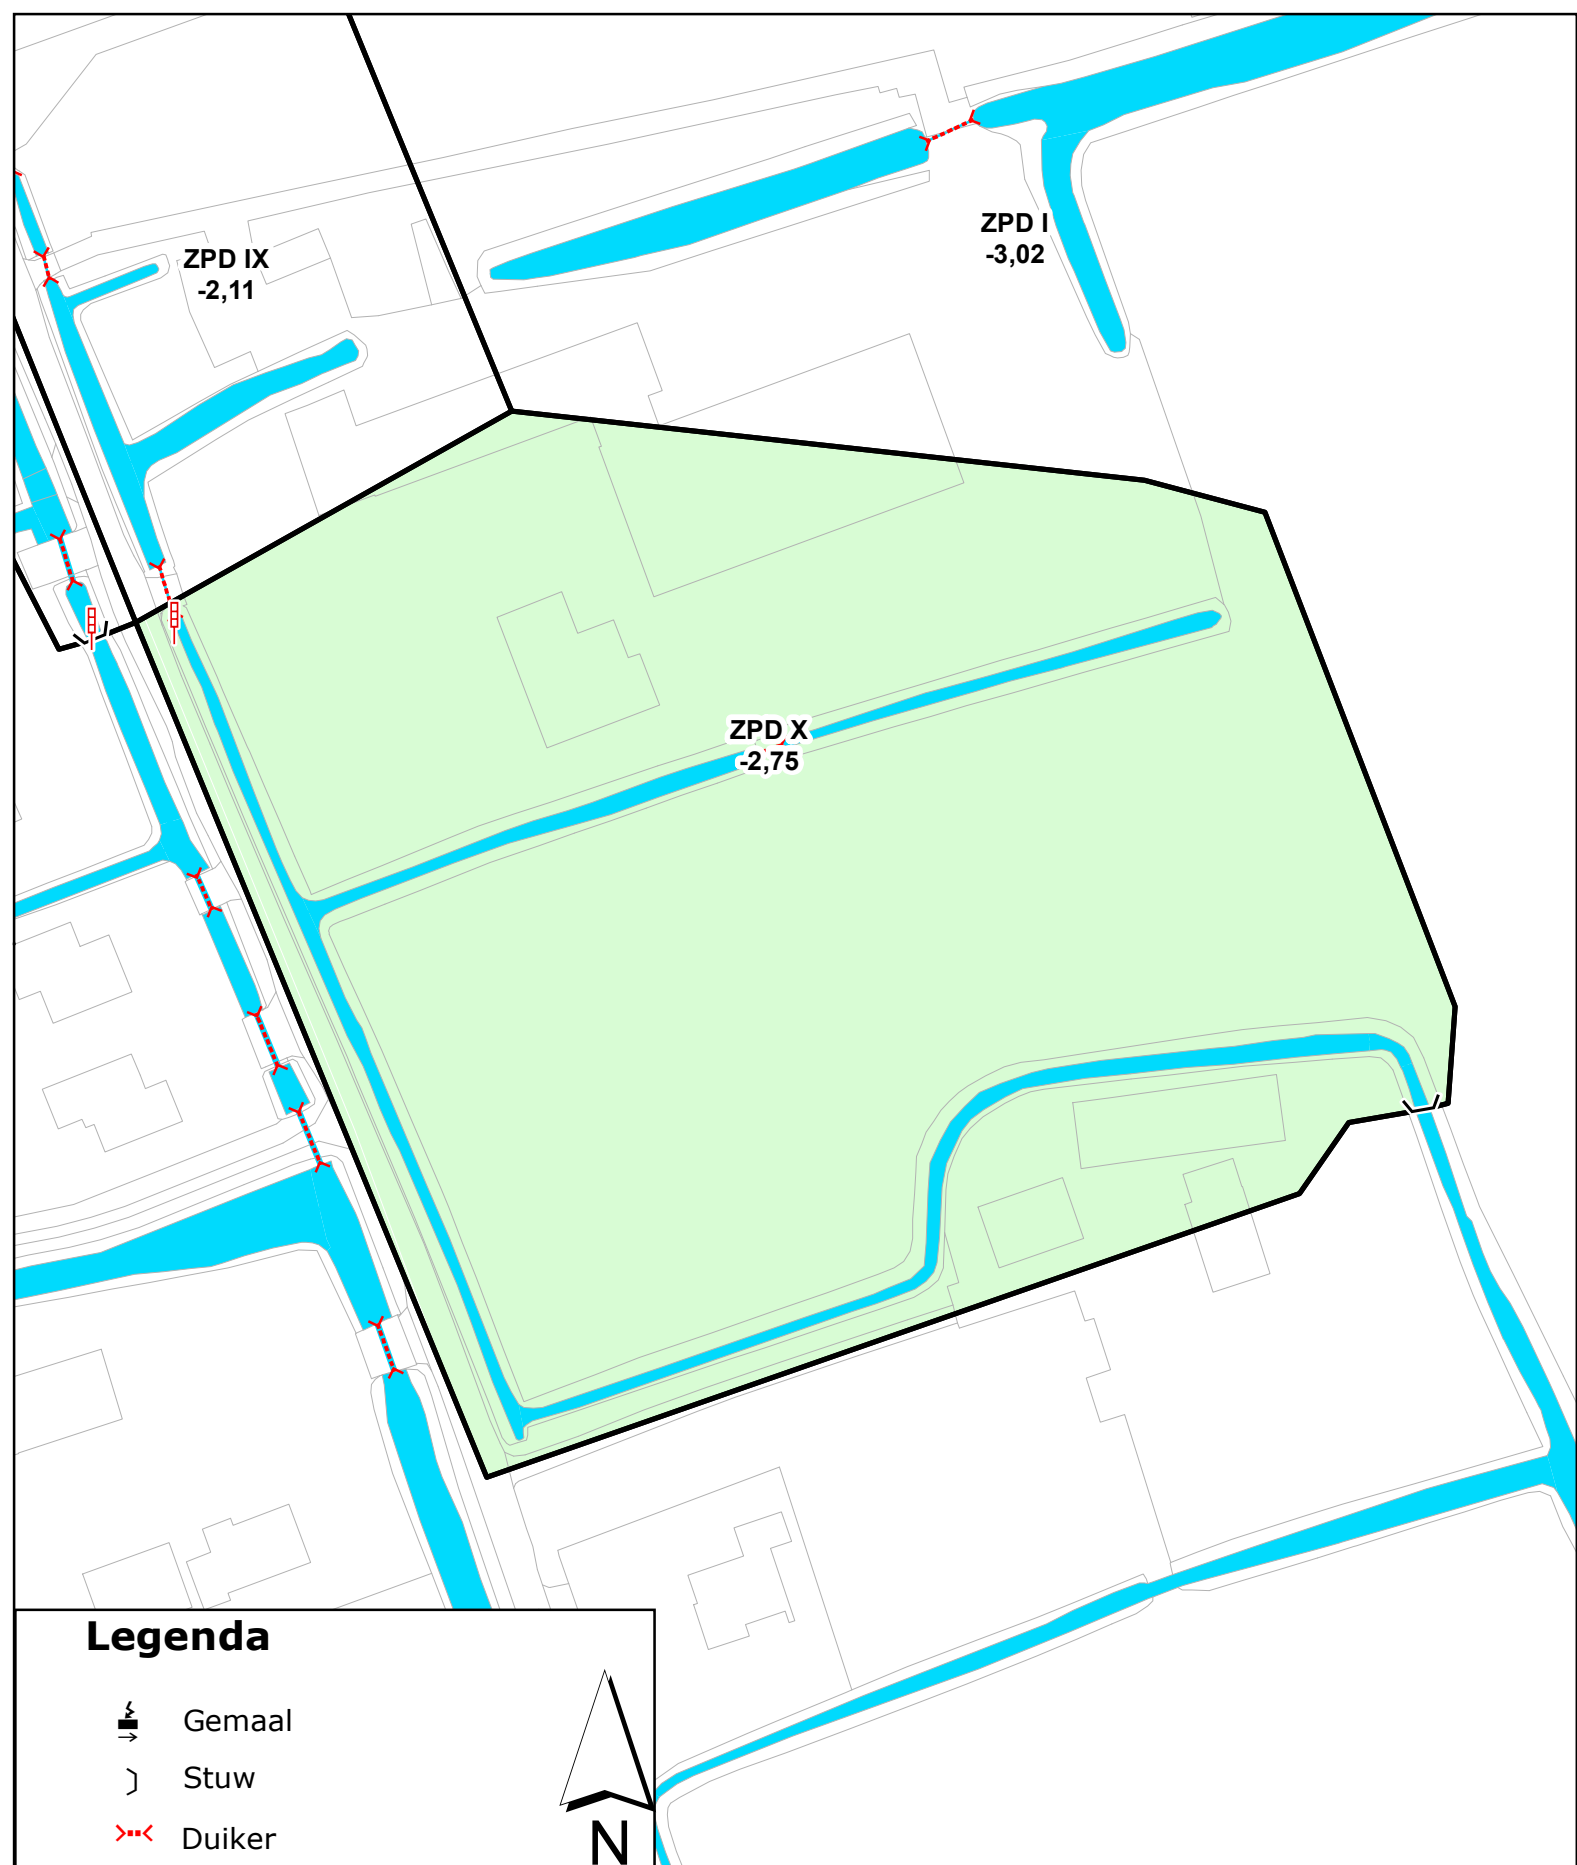 ZPD I
-3,02
ZPD IX
-2,11
ZPD X
-2,75
Legenda
Gemaal
Stuw
Duiker
N